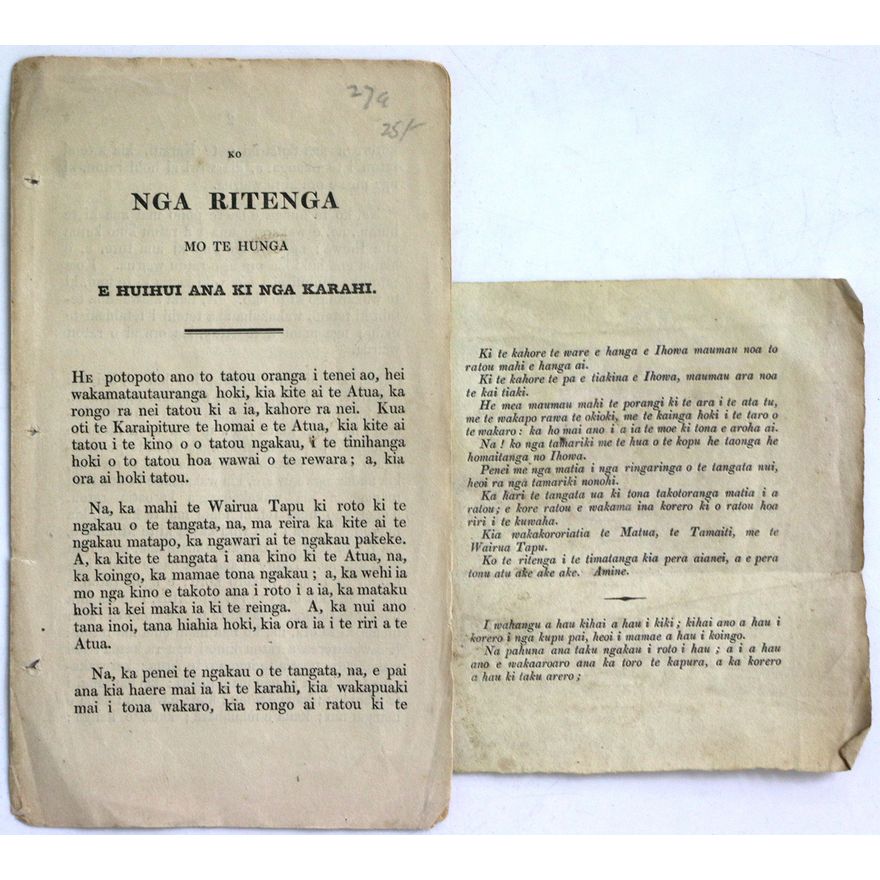 27a
25/-
KO
NGA RITENGA
MO TE HUNGA
E HUIHUI ANA KI NGA KARAHI.
HE potopoto ano to tatou oranga i tenei ao, hei
wakamatautauranga hoki, kia kite ai te Atua, ka
rongo ra nei tatou ki a ia, kahore ra nei. Kua
oti te Karaipiture te homai e te Atua, kia kite ai
tatou i te kino o o tatou ngakau, i te tinihanga
hoki o to tatou hoa wawai o te rewara; a, kia
ora ai hoki tatou.
Na, ka mahi te Wairua Tapu ki roto ki te
ngakau o te tangata, na, ma reira ka kite ai te
ngakau matapo, ka ngawari ai te ngakau pakeke.
A, ka kite te tangata i ana kino ki te Atua, na,
ka koingo, ka mamae tona ngakau; a, ka wehi ia
mo nga kino e takoto ana i roto i a ia, ka mataku
hoki ia kei maka ia ki te reinga. A, ka nui ano
tana inoi, tana hiahia hoki, kia ora ia i te riri a te
Atua.
Na, ka penei te ngakau o te tangata, na, e pai
ana kia haere mai ia ki te karahi, kia wakapuaki
mai i tona wakaro, kia rongo ai ratou ki te
Ki te kahore te ware e hanga e Ihowa maumau noa to
ratou mahi e hanga ai.
Ki te kahore te pa e tiakina e Ihowa, maumau ara noa
te kai tiaki.
He mea maumau mahi te porangi ki te ara i te ata tu,
me te wakapo rawa te okioki, me te kainga hoki i te taro o
te wakaro: ka ho mai ano i a ia te moe ki tona e aroha ai.
Na! ko nga tamariki me te hua o te kopu he taonga he
homaitanga no Ihowa.
Penei me nga matia i nga ringaringa o te tangata nui,
heoi ra nga tamariki nonohi.
Ka hari te tangata ua ki tona takotoranga matia i a
ratou; e kore ratou e wakama ina korero ki o ratou hoa
riri i te kuwaha.
Kia wakakororiatia te Matua, te Tamaiti, me te
Wairua Tapu.
Ko te ritenga i te timatanga kia pera aianei, a e pera
tonu atu ake ake ake. Amine.
I wahangu a hau kihai a hau i kiki; kihai ano a hau i
korero i nga kupu pai, heoi i mamae a hau i koingo.
Na pahuna ana taku ngakau i roto i hau; a i a hau
ano e wakaaroaro ana ka toro te kapura, a ka korero
a hau ki taku arero;